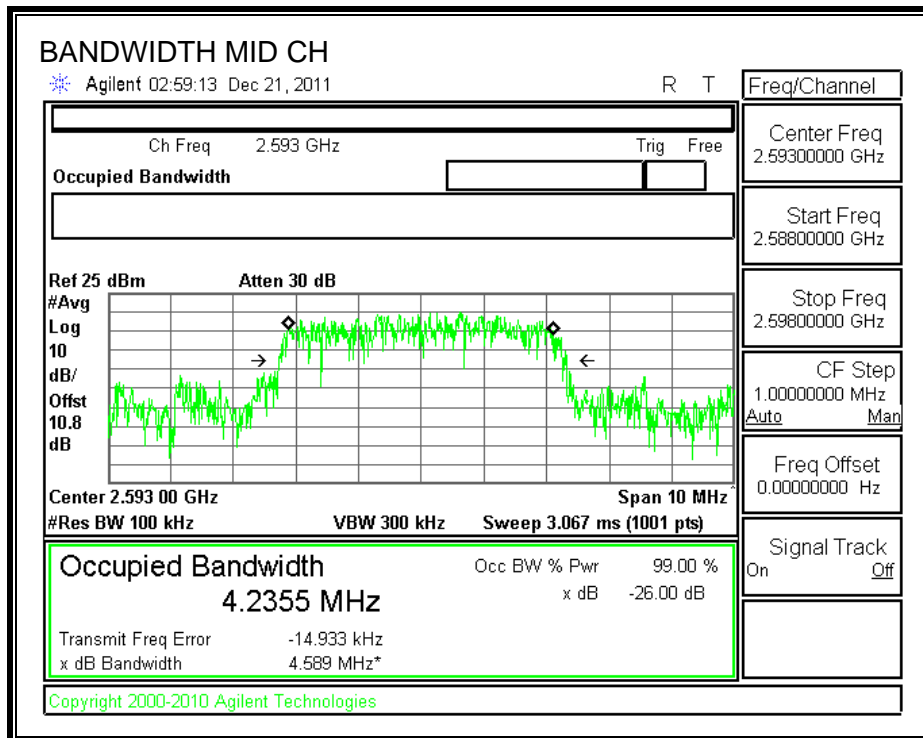 BANDWIDTH MID CH
Agilent 02:59:13 Dec 21, 2011 R T
Freq/Channel
Ch Freq 2.593 GHz Trig Free
Occupied Bandwidth
Center Freq
2.59300000 GHz
Start Freq
2.58800000 GHz
Stop Freq
2.59800000 GHz
CF Step
1.00000000 MHz
Auto Man
Freq Offset
0.00000000 Hz
Signal Track
On Off
Ref 25 dBm Atten 30 dB
#Avg
Log
10
dB/
Offst
10.8
dB
Center 2.593 00 GHz Span 10 MHz^
#Res BW 100 kHz VBW 300 kHz Sweep 3.067 ms (1001 pts)
Occupied Bandwidth Occ BW % Pwr 99.00 %
4.2355 MHz x dB -26.00 dB
Transmit Freq Error -14.933 kHz
x dB Bandwidth 4.589 MHz*
Copyright 2000-2010 Agilent Technologies